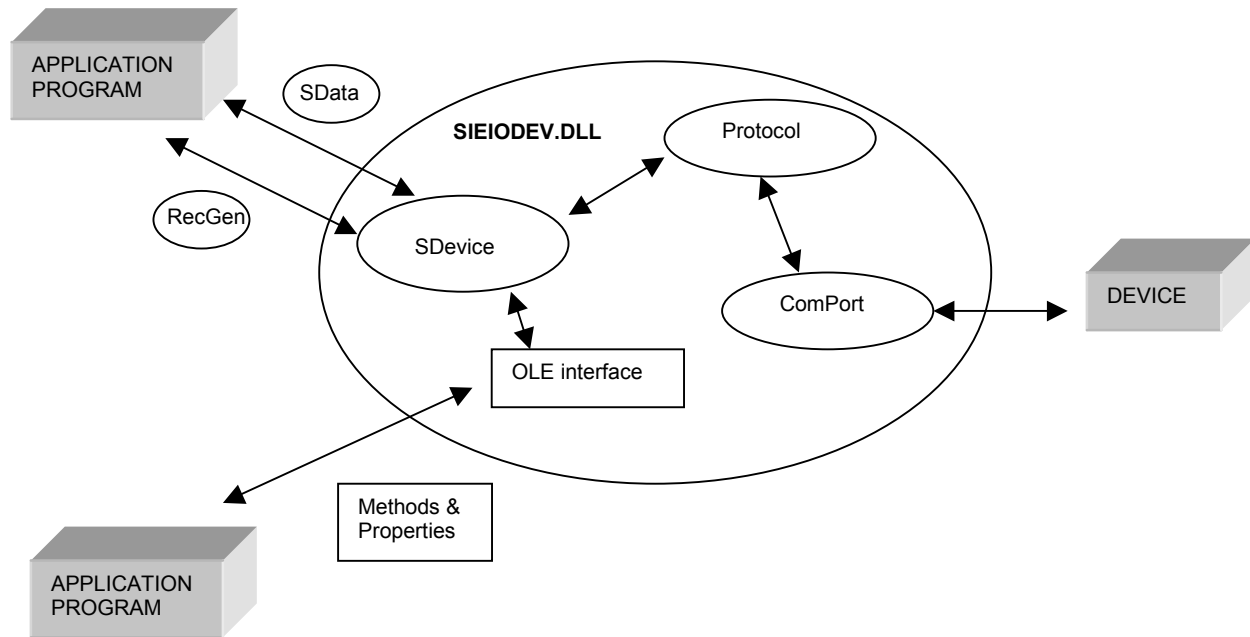 APPLICATION
PROGRAM
SData
SIEIODEV.DLL
Protocol
RecGen
SDevice
ComPort
DEVICE
OLE interface
Methods &
Properties
APPLICATION
PROGRAM